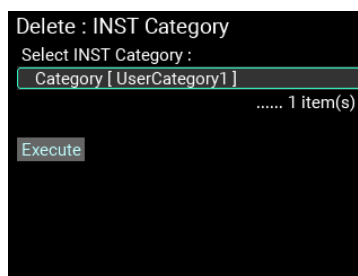 Delete : INST Category
Select INST Category :
Category [ UserCategory1 ]
...... 1 item(s)
Execute